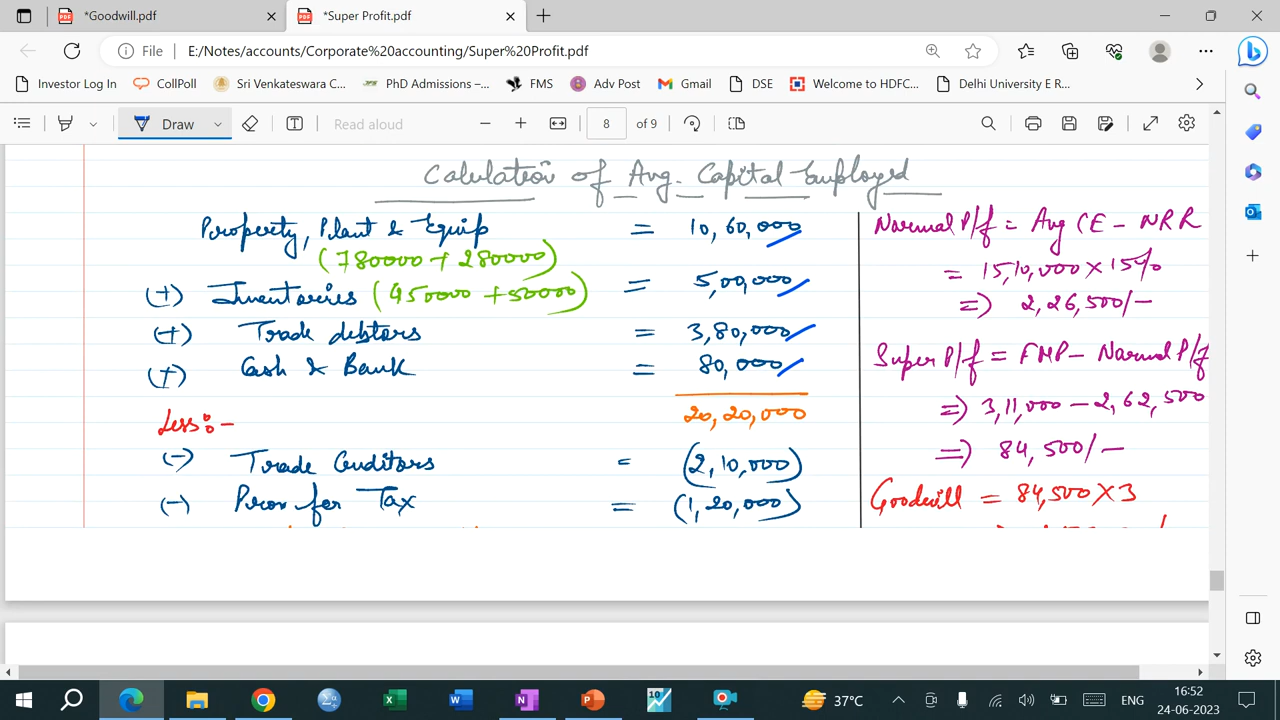 *Goodwill.pdf
*Super Profit.pdf
File E:/Notes/accounts/Corporate%20accounting/Super%20Profit.pdf
Investor Log In CollPoll Sri Venkateswara C... PhD Admissions –... FMS Adv Post Gmail DSE Welcome to HDFC... Delhi University E R...
Draw Read aloud 8 of 9
Calculation of Avg. Capital Employed
Property, Plant & Equip = 10,60,000
(780000 + 280000)
(+) Inventories (450000 + 50000) = 5,00,000
(+) Trade debtors = 3,80,000
(+) Cash & Bank = 80,000
20,20,000
Less:-
(-) Trade Creditors = (2,10,000)
(-) Prov for Tax = (1,20,000)
Normal P/f = Avg CE - NRR
= 15,10,000 X 15%
=) 2,26,500/-
Super P/f = FMP - Normal P/f
=) 3,11,000 - 2,62,500
=) 84,500/-
Goodwill = 84,500 X 3
37°C ENG 16:52
24-06-2023